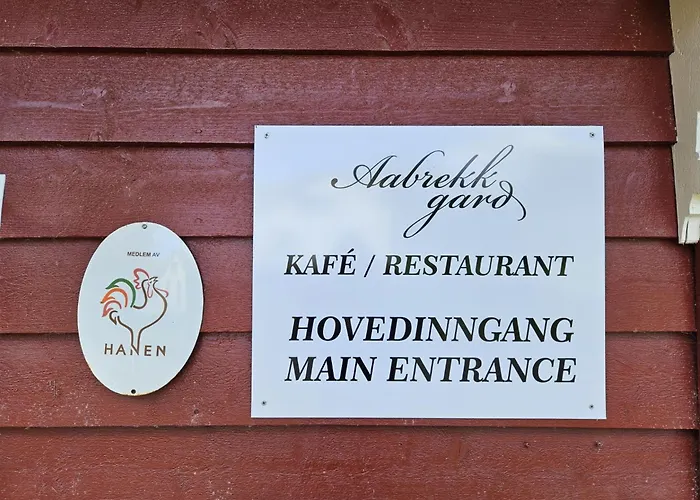 MEDLEM AV
HANEN
Aabrekk
gard
KAFÉ / RESTAURANT
HOVEDINNGANG
MAIN ENTRANCE